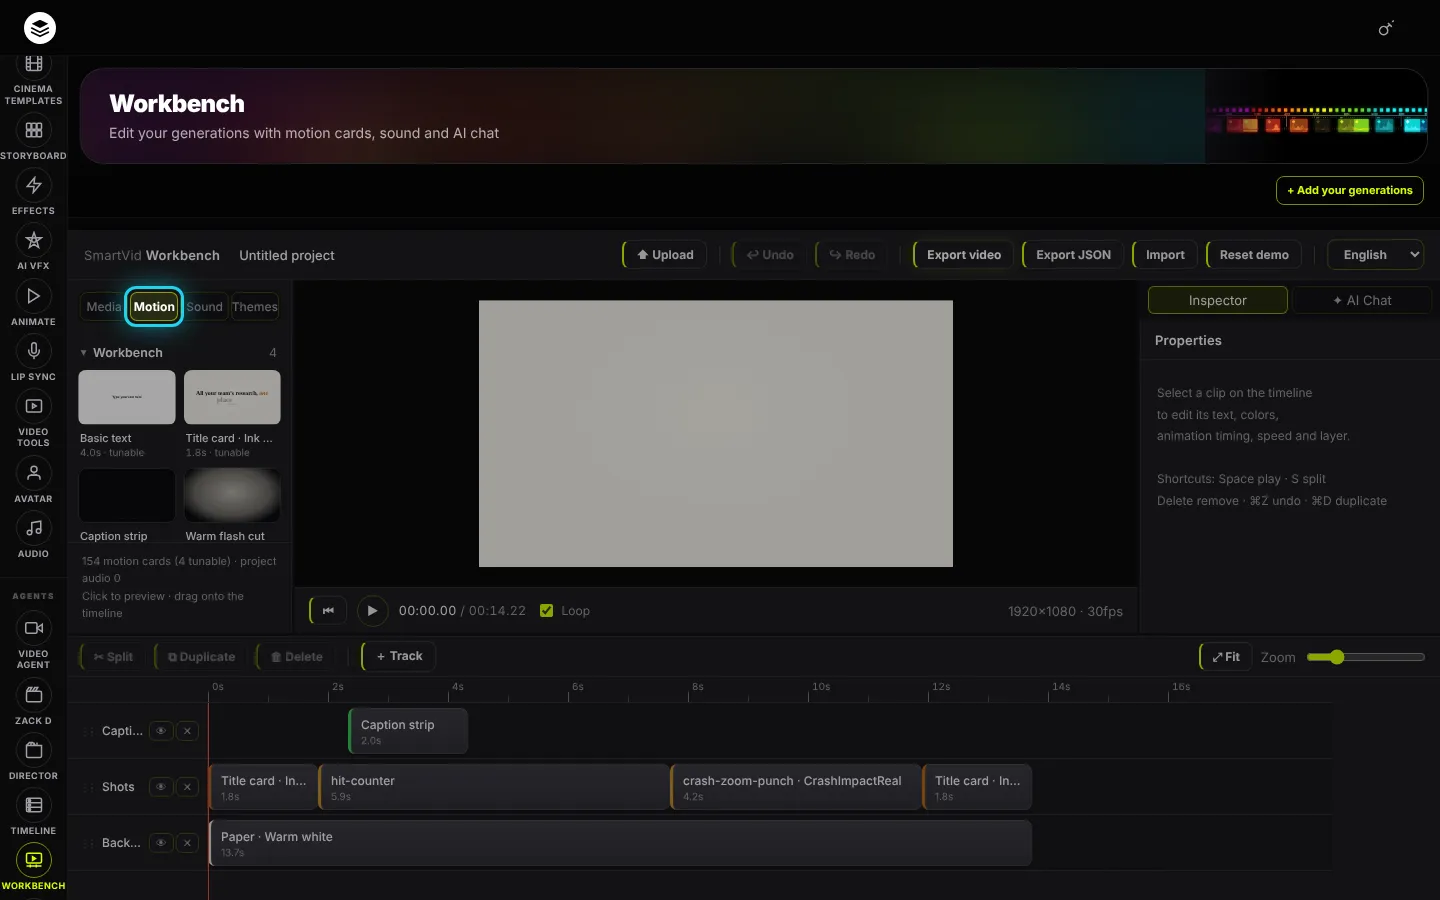 Workbench
Edit your generations with motion cards, sound and AI chat
+ Add your generations
CINEMA
TEMPLATES
STORYBOARD
EFFECTS
AI VFX
ANIMATE
LIP SYNC
VIDEO
TOOLS
AVATAR
AUDIO
AGENTS
VIDEO
AGENT
ZACK D
DIRECTOR
TIMELINE
WORKBENCH
SmartVid Workbench
Untitled project
Upload
Undo
Redo
Export video
Export JSON
Import
Reset demo
English
Media
Motion
Sound
Themes
Workbench
4
All your team's research, one
place
Basic text
4.0s · tunable
Title card · Ink ...
1.8s · tunable
Caption strip
Warm flash cut
154 motion cards (4 tunable) · project
audio 0
Click to preview · drag onto the
timeline
00:00.00 / 00:14.22
Loop
1920×1080 · 30fps
Inspector
AI Chat
Properties
Select a clip on the timeline
to edit its text, colors,
animation timing, speed and layer.
Shortcuts: Space play · S split
Delete remove · ⌘Z undo · ⌘D duplicate
Split
Duplicate
Delete
+ Track
Fit
Zoom
0s
2s
4s
6s
8s
10s
12s
14s
16s
Capti...
Caption strip
2.0s
Shots
Title card · In...
1.8s
hit-counter
5.9s
crash-zoom-punch · CrashImpactReal
4.2s
Title card · In...
1.8s
Back...
Paper · Warm white
13.7s